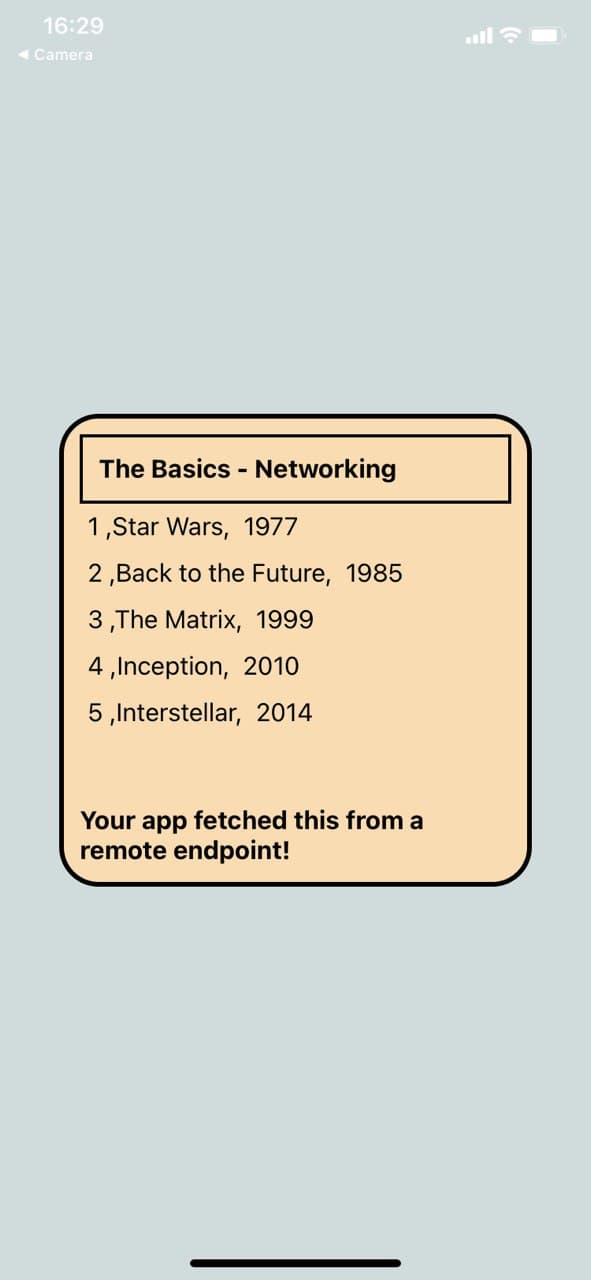 16:29
◀ Camera
The Basics - Networking
1 ,Star Wars,  1977
2 ,Back to the Future,  1985
3 ,The Matrix,  1999
4 ,Inception,  2010
5 ,Interstellar,  2014
Your app fetched this from a
remote endpoint!